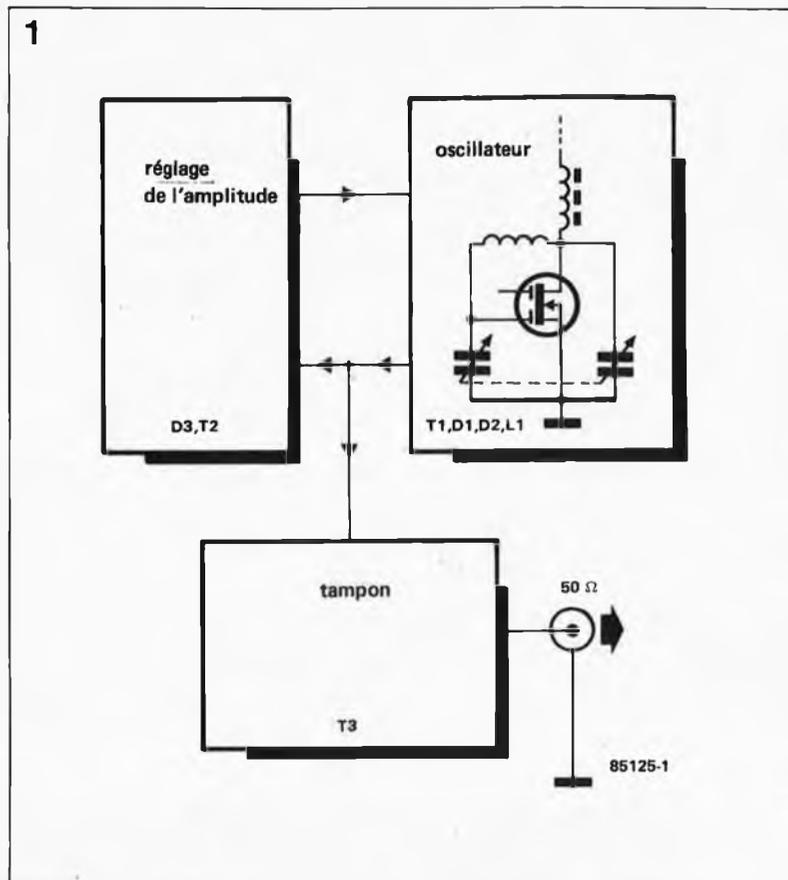 1
réglage
de l'amplitude
oscillateur
D3,T2
T1,D1,D2,L1
tampon
50 Ω
T3
85125-1